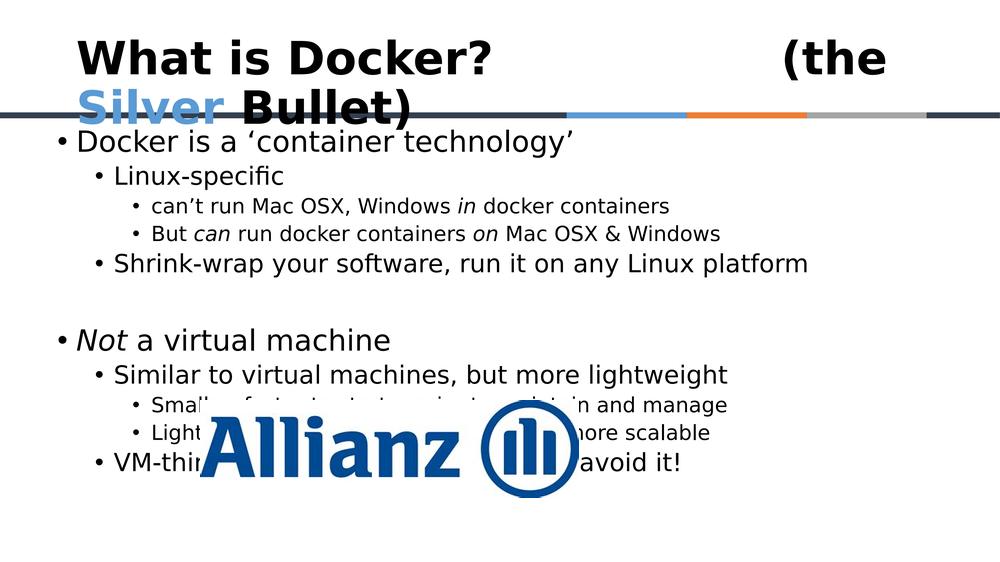 What is Docker? (the
Silver Bullet)
• Docker is a ‘container technology’
• Linux-specific
• can’t run Mac OSX, Windows in docker containers
• But can run docker containers on Mac OSX & Windows
• Shrink-wrap your software, run it on any Linux platform
• Not a virtual machine
• Similar to virtual machines, but more lightweight
• and manage
• more scalable
• avoid it!
Allianz